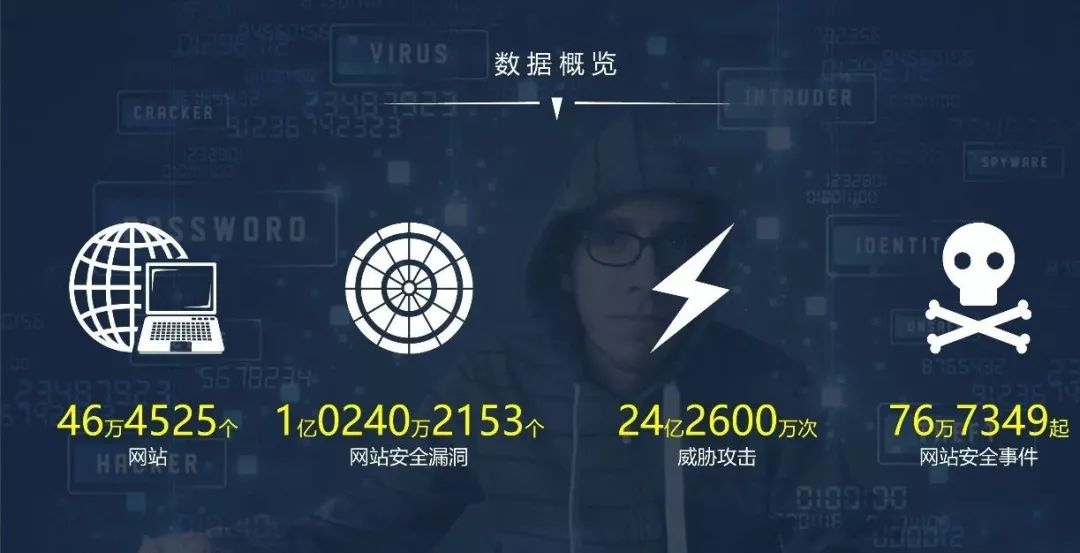 数据概览
VIRUS
CRACKER
INTRUDER
SPYWARE
PASSWORD
46万4525个
网站
1亿0240万2153个
网站安全漏洞
24亿2600万次
威胁攻击
76万7349起
网站安全事件
HACKER